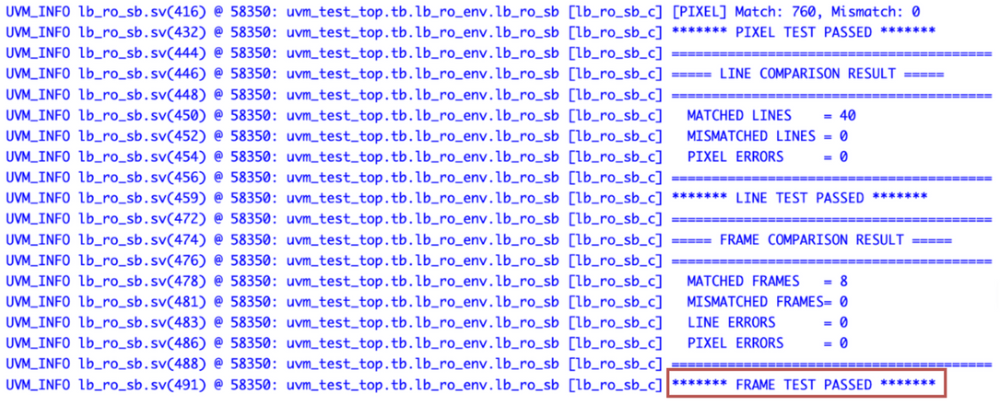 UVM_INFO lb_ro_sb.sv(416) @ 58350: uvm_test_top.tb.lb_ro_env.lb_ro_sb [lb_ro_sb_c] [PIXEL] Match: 760, Mismatch: 0
UVM_INFO lb_ro_sb.sv(432) @ 58350: uvm_test_top.tb.lb_ro_env.lb_ro_sb [lb_ro_sb_c] ******* PIXEL TEST PASSED *******
UVM_INFO lb_ro_sb.sv(444) @ 58350: uvm_test_top.tb.lb_ro_env.lb_ro_sb [lb_ro_sb_c] ========================================
UVM_INFO lb_ro_sb.sv(446) @ 58350: uvm_test_top.tb.lb_ro_env.lb_ro_sb [lb_ro_sb_c] ===== LINE COMPARISON RESULT =====
UVM_INFO lb_ro_sb.sv(448) @ 58350: uvm_test_top.tb.lb_ro_env.lb_ro_sb [lb_ro_sb_c] ========================================
UVM_INFO lb_ro_sb.sv(450) @ 58350: uvm_test_top.tb.lb_ro_env.lb_ro_sb [lb_ro_sb_c]   MATCHED LINES    = 40
UVM_INFO lb_ro_sb.sv(452) @ 58350: uvm_test_top.tb.lb_ro_env.lb_ro_sb [lb_ro_sb_c]   MISMATCHED LINES = 0
UVM_INFO lb_ro_sb.sv(454) @ 58350: uvm_test_top.tb.lb_ro_env.lb_ro_sb [lb_ro_sb_c]   PIXEL ERRORS     = 0
UVM_INFO lb_ro_sb.sv(456) @ 58350: uvm_test_top.tb.lb_ro_env.lb_ro_sb [lb_ro_sb_c] ========================================
UVM_INFO lb_ro_sb.sv(459) @ 58350: uvm_test_top.tb.lb_ro_env.lb_ro_sb [lb_ro_sb_c] ******* LINE TEST PASSED *******
UVM_INFO lb_ro_sb.sv(472) @ 58350: uvm_test_top.tb.lb_ro_env.lb_ro_sb [lb_ro_sb_c] ========================================
UVM_INFO lb_ro_sb.sv(474) @ 58350: uvm_test_top.tb.lb_ro_env.lb_ro_sb [lb_ro_sb_c] ===== FRAME COMPARISON RESULT =====
UVM_INFO lb_ro_sb.sv(476) @ 58350: uvm_test_top.tb.lb_ro_env.lb_ro_sb [lb_ro_sb_c] ========================================
UVM_INFO lb_ro_sb.sv(478) @ 58350: uvm_test_top.tb.lb_ro_env.lb_ro_sb [lb_ro_sb_c]   MATCHED FRAMES   = 8
UVM_INFO lb_ro_sb.sv(481) @ 58350: uvm_test_top.tb.lb_ro_env.lb_ro_sb [lb_ro_sb_c]   MISMATCHED FRAMES= 0
UVM_INFO lb_ro_sb.sv(483) @ 58350: uvm_test_top.tb.lb_ro_env.lb_ro_sb [lb_ro_sb_c]   LINE ERRORS      = 0
UVM_INFO lb_ro_sb.sv(486) @ 58350: uvm_test_top.tb.lb_ro_env.lb_ro_sb [lb_ro_sb_c]   PIXEL ERRORS     = 0
UVM_INFO lb_ro_sb.sv(488) @ 58350: uvm_test_top.tb.lb_ro_env.lb_ro_sb [lb_ro_sb_c] ========================================
UVM_INFO lb_ro_sb.sv(491) @ 58350: uvm_test_top.tb.lb_ro_env.lb_ro_sb [lb_ro_sb_c] ******* FRAME TEST PASSED *******